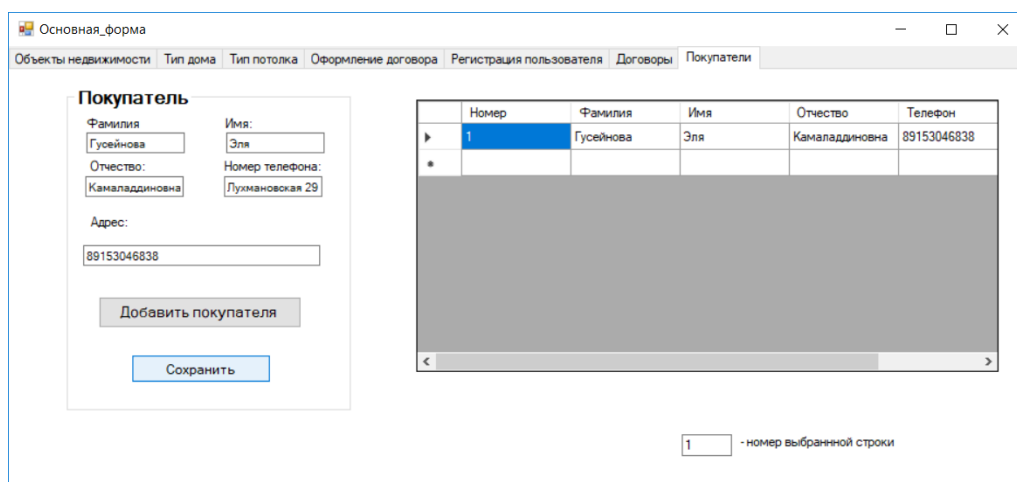 Основная_форма
Объекты недвижимости Тип дома Тип потолка Оформление договора Регистрация пользователя Договоры Покупатели
Покупатель
Фамилия Имя:
Гусейнова Эля
Отчество: Номер телефона:
Камаладдиновна Лухмановская 29
Адрес:
89153046838
Добавить покупателя
Сохранить
Номер Фамилия Имя Отчество Телефон
1 Гусейнова Эля Камаладдиновна 89153046838
1 - номер выбраннной строки